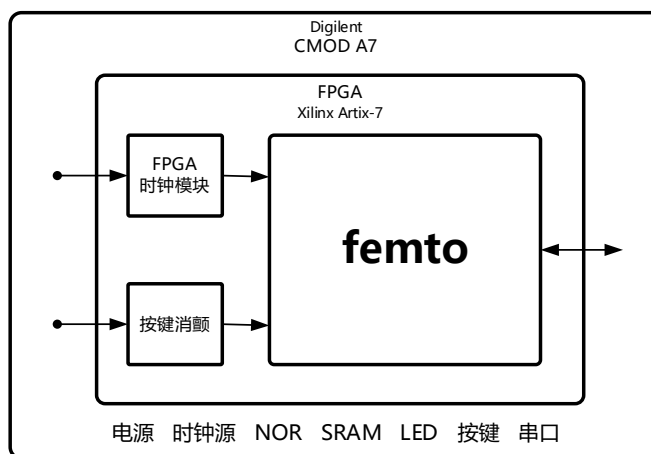 Digilent
CMOD A7
FPGA
Xilinx Artix-7
FPGA
时钟模块
femto
按键消颤
电源 时钟源 NOR SRAM LED 按键 串口